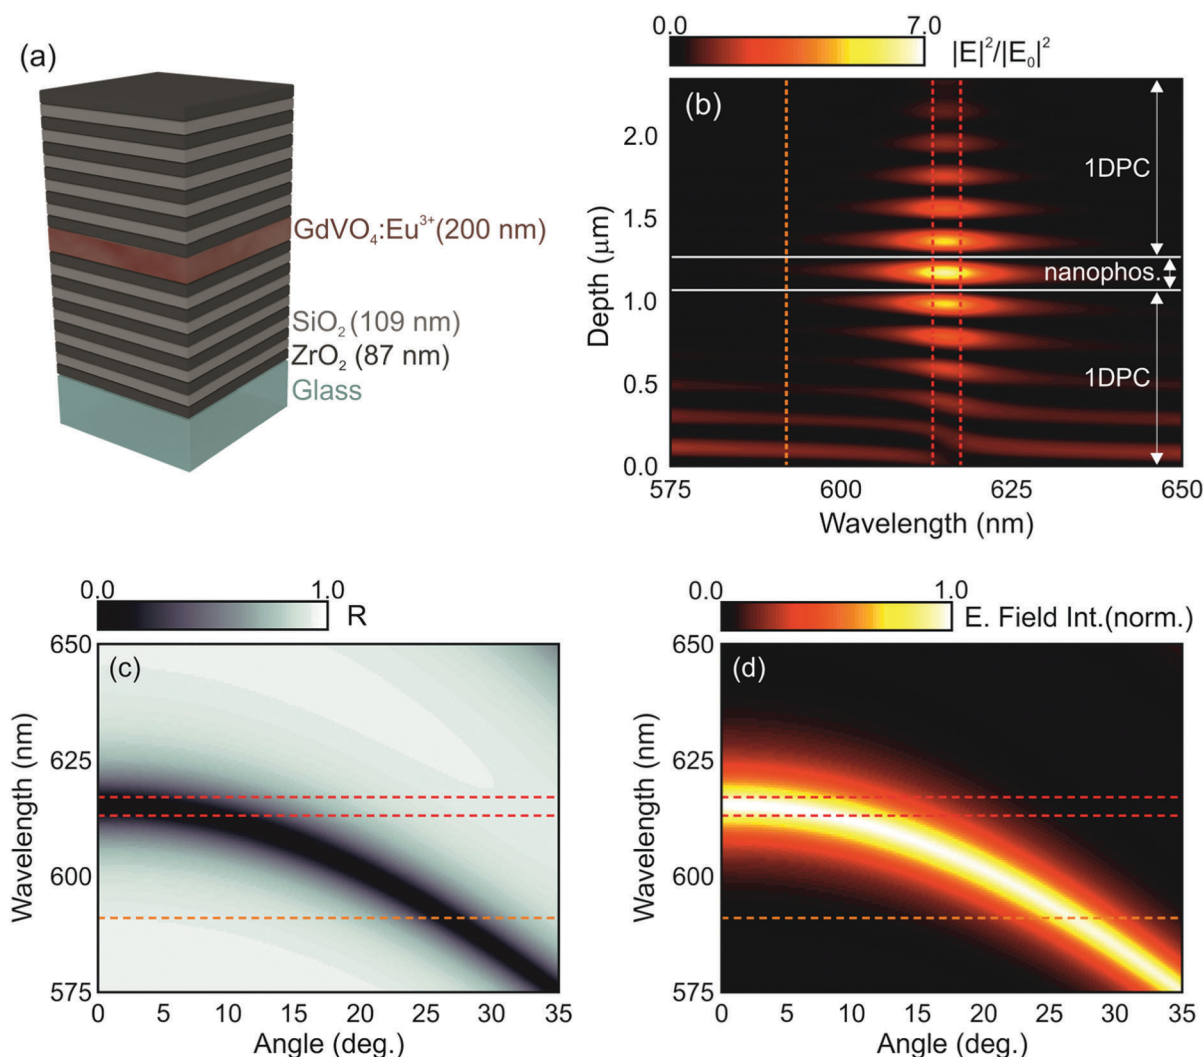 (a)
GdVO₄:Eu³⁺(200 nm)
SiO₂ (109 nm)
ZrO₂ (87 nm)
Glass
0.0 7.0
|E|²/|E₀|²
(b)
2.0
1.5
1.0
0.5
0.0
Depth (μm)
1DPC
nanophos.
1DPC
575 600 625 650
Wavelength (nm)
0.0 1.0
R
(c)
650
625
600
575
Wavelength (nm)
0 5 10 15 20 25 30 35
Angle (deg.)
0.0 1.0
E. Field Int.(norm.)
(d)
650
625
600
575
Wavelength (nm)
0 5 10 15 20 25 30 35
Angle (deg.)